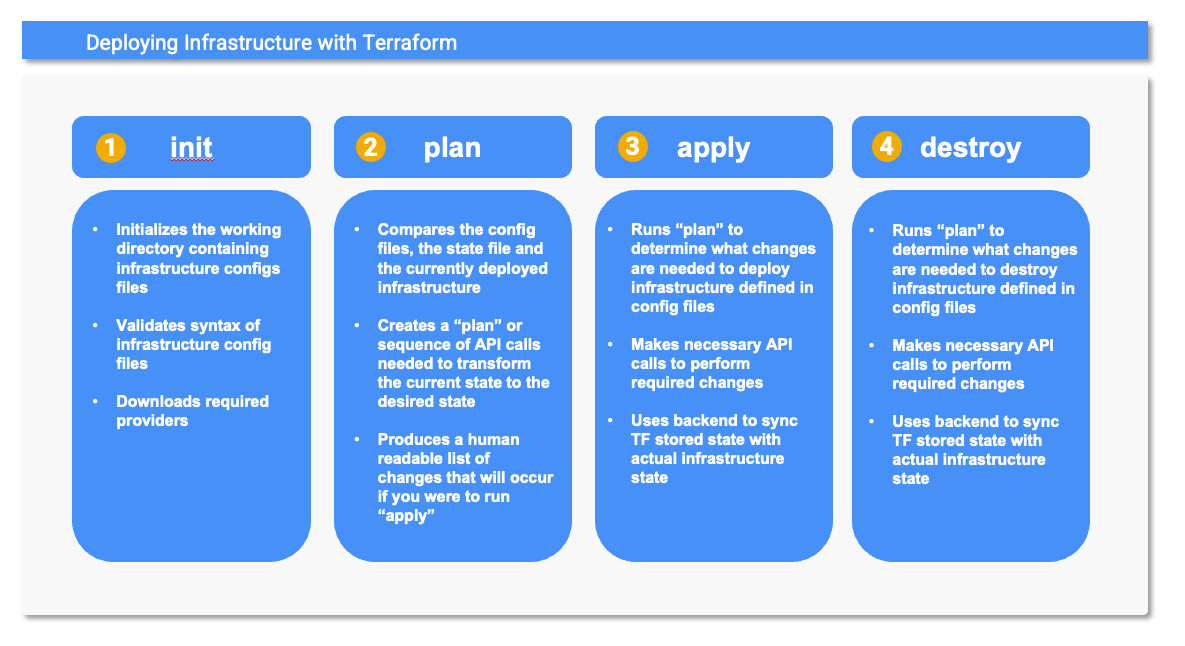 Deploying Infrastructure with Terraform
1 init
• Initializes the working
directory containing
infrastructure configs
files
• Validates syntax of
infrastructure config
files
• Downloads required
providers
2 plan
• Compares the config
files, the state file and
the currently deployed
infrastructure
• Creates a “plan” or
sequence of API calls
needed to transform
the current state to the
desired state
• Produces a human
readable list of
changes that will occur
if you were to run
“apply”
3 apply
• Runs “plan” to
determine what changes
are needed to deploy
infrastructure defined in
config files
• Makes necessary API
calls to perform
required changes
• Uses backend to sync
TF stored state with
actual infrastructure
state
4 destroy
• Runs “plan” to
determine what changes
are needed to destroy
infrastructure defined in
config files
• Makes necessary API
calls to perform
required changes
• Uses backend to sync
TF stored state with
actual infrastructure
state